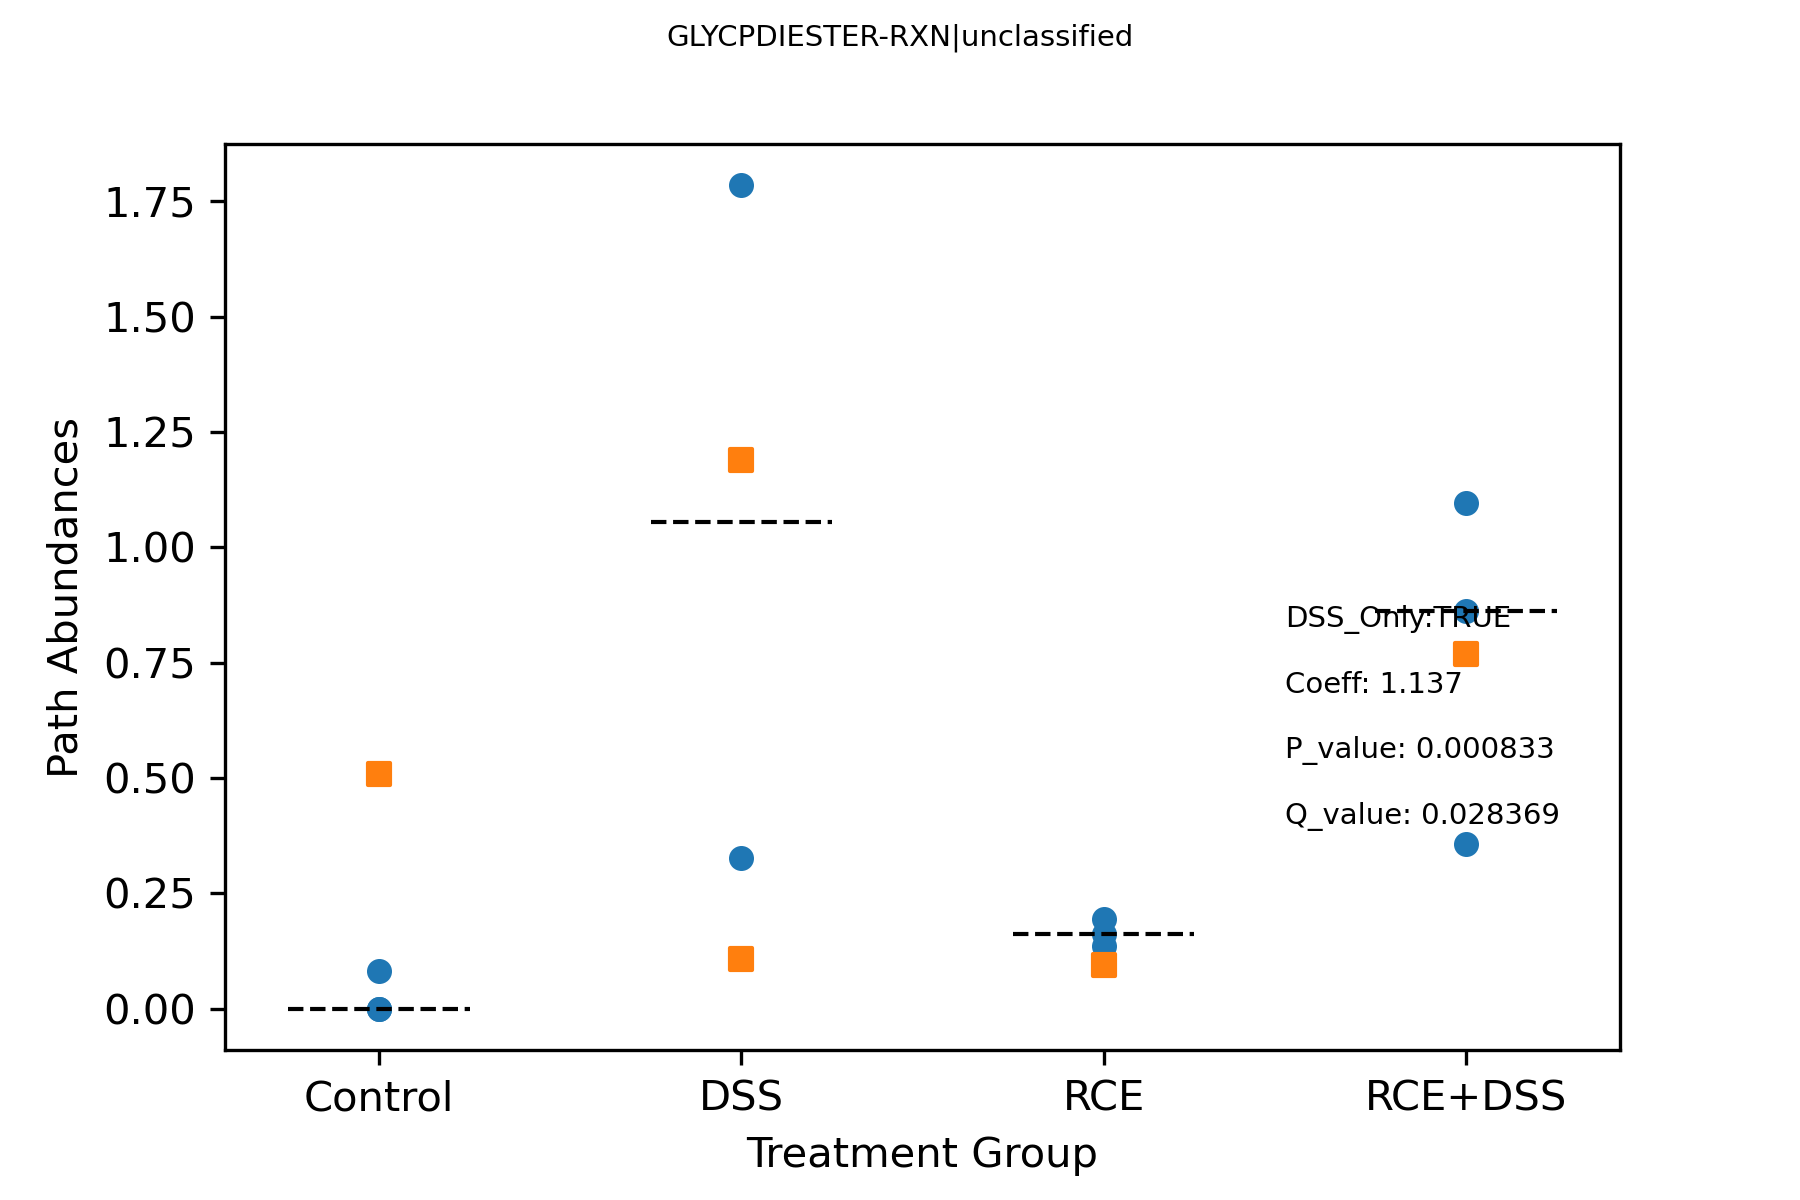 GLYCPDIESTER-RXN|unclassified
1.75
1.50
1.25
1.00
0.75
0.50
0.25
0.00
Path Abundances
DSS_Only:TRUE
Coeff: 1.137
P_value: 0.000833
Q_value: 0.028369
Control DSS RCE RCE+DSS
Treatment Group